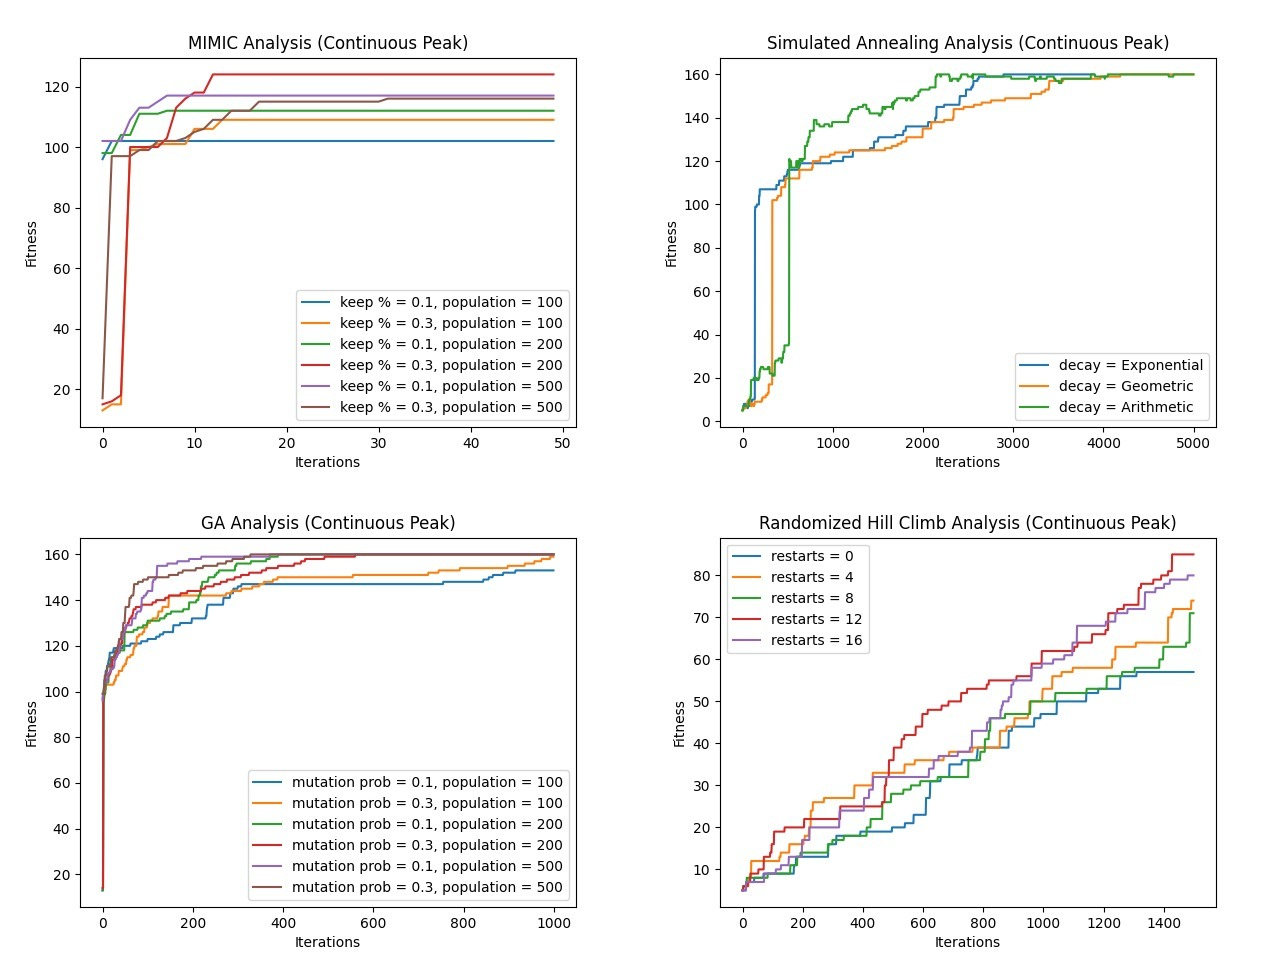 MIMIC Analysis (Continuous Peak)
120
100
80
60
40
20
Fitness
keep % = 0.1, population = 100
keep % = 0.3, population = 100
keep % = 0.1, population = 200
keep % = 0.3, population = 200
keep % = 0.1, population = 500
keep % = 0.3, population = 500
0 10 20 30 40 50
Iterations
Simulated Annealing Analysis (Continuous Peak)
160
140
120
100
80
60
40
20
0
Fitness
decay = Exponential
decay = Geometric
decay = Arithmetic
0 1000 2000 3000 4000 5000
Iterations
GA Analysis (Continuous Peak)
160
140
120
100
80
60
40
20
Fitness
mutation prob = 0.1, population = 100
mutation prob = 0.3, population = 100
mutation prob = 0.1, population = 200
mutation prob = 0.3, population = 200
mutation prob = 0.1, population = 500
mutation prob = 0.3, population = 500
0 200 400 600 800 1000
Iterations
Randomized Hill Climb Analysis (Continuous Peak)
restarts = 0
restarts = 4
restarts = 8
restarts = 12
restarts = 16
80
70
60
50
40
30
20
10
Fitness
0 200 400 600 800 1000 1200 1400
Iterations